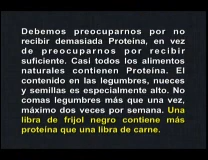 Debemos preocuparnos por no
recibir demasiada Proteína, en vez
de preocuparnos por recibir
suficiente. Casi todos los alimentos
naturales contienen Proteína. El
contenido en las legumbres, nueces
y semillas es especialmente alto. No
comas legumbres más que una vez,
máximo dos veces por semana. Una
libra de frijol negro contiene más
proteína que una libra de carne.